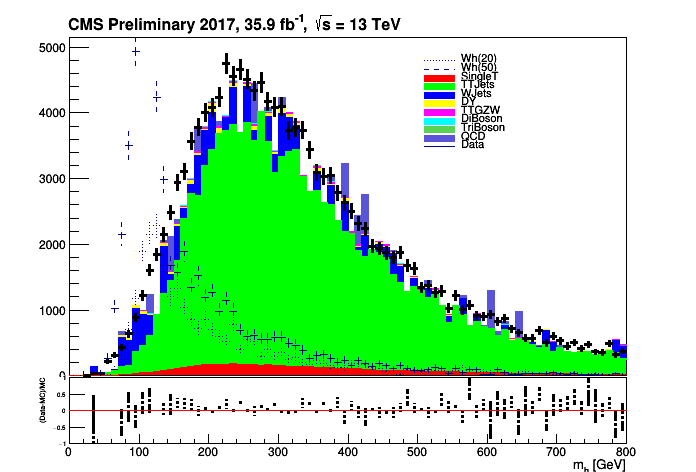 CMS Preliminary 2017, 35.9 fb⁻¹, √s = 13 TeV
5000
4000
3000
2000
1000
0
Wh(20)
Wh(50)
SingleT
TTJets
WJets
DY
TTGZW
DiBoson
TriBoson
QCD
Data
(Data-MC)/MC
1
0.5
0
-0.5
-1
0 100 200 300 400 500 600 700 800
m_h [GeV]